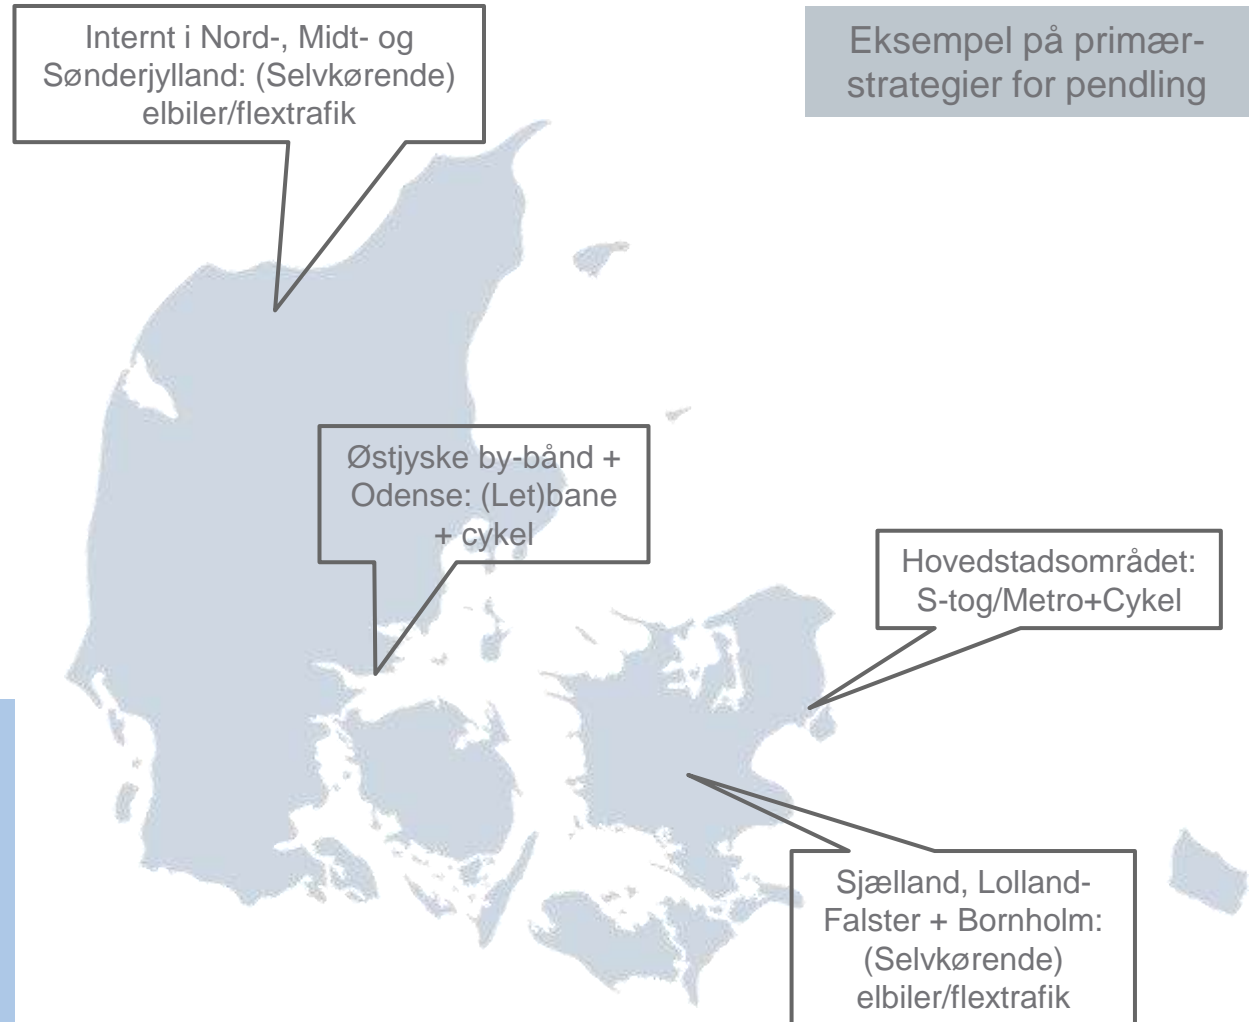 Internt i Nord-, Midt- og
Sønderjylland: (Selvkørende)
elbiler/flextrafik
Eksempel på primær-
strategier for pendling
Østjyske by-bånd +
Odense: (Let)bane
+ cykel
Hovedstadsområdet:
S-tog/Metro+Cykel
Sjælland, Lolland-
Falster + Bornholm:
(Selvkørende)
elbiler/flextrafik